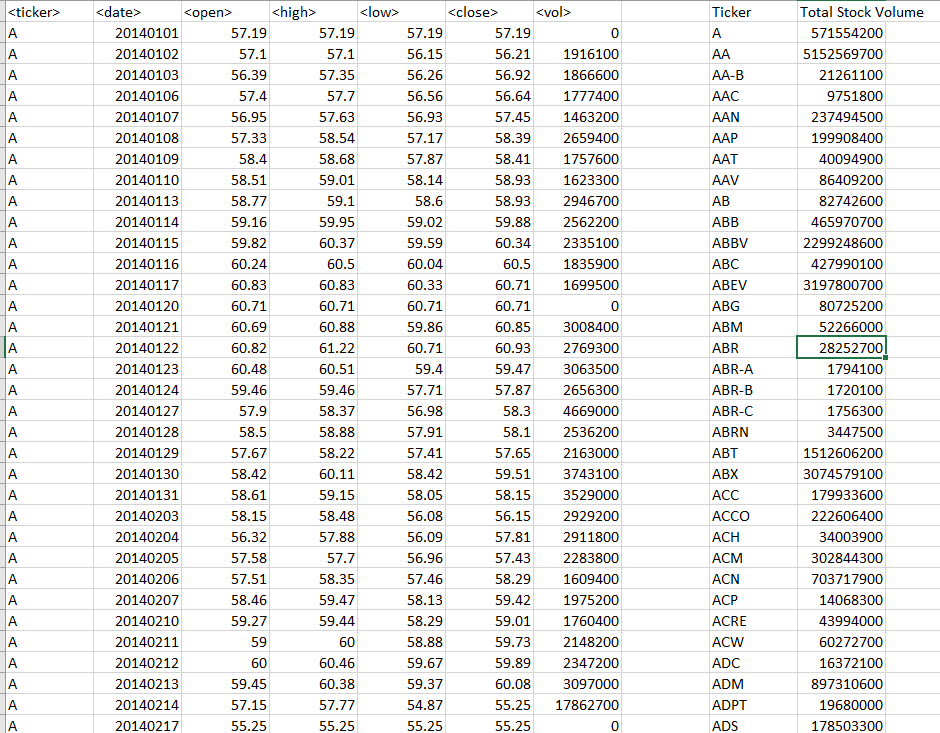 <ticker> <date> <open> <high> <low> <close> <vol> Ticker Total Stock Volume
A 20140101 57.19 57.19 57.19 57.19 0 A 571554200
A 20140102 57.1 57.1 56.15 56.21 1916100 AA 5152569700
A 20140103 56.39 57.35 56.26 56.92 1866600 AA-B 21261100
A 20140106 57.4 57.7 56.56 56.64 1777400 AAC 9751800
A 20140107 56.95 57.63 56.93 57.45 1463200 AAN 237494500
A 20140108 57.33 58.54 57.17 58.39 2659400 AAP 199908400
A 20140109 58.4 58.68 57.87 58.41 1757600 AAT 40094900
A 20140110 58.51 59.01 58.14 58.93 1623300 AAV 86409200
A 20140113 58.77 59.1 58.6 58.93 2946700 AB 82742600
A 20140114 59.16 59.95 59.02 59.88 2562200 ABB 465970700
A 20140115 59.82 60.37 59.59 60.34 2335100 ABBV 2299248600
A 20140116 60.24 60.5 60.04 60.5 1835900 ABC 427990100
A 20140117 60.83 60.83 60.33 60.71 1699500 ABEV 3197800700
A 20140120 60.71 60.71 60.71 60.71 0 ABG 80725200
A 20140121 60.69 60.88 59.86 60.85 3008400 ABM 52266000
A 20140122 60.82 61.22 60.71 60.93 2769300 ABR 28252700
A 20140123 60.48 60.51 59.4 59.47 3063500 ABR-A 1794100
A 20140124 59.46 59.46 57.71 57.87 2656300 ABR-B 1720100
A 20140127 57.9 58.37 56.98 58.3 4669000 ABR-C 1756300
A 20140128 58.5 58.88 57.91 58.1 2536200 ABRN 3447500
A 20140129 57.67 58.22 57.41 57.65 2163000 ABT 1512606200
A 20140130 58.42 60.11 58.42 59.51 3743100 ABX 3074579100
A 20140131 58.61 59.15 58.05 58.15 3529000 ACC 179933600
A 20140203 58.15 58.48 56.08 56.15 2929200 ACCO 222606400
A 20140204 56.32 57.88 56.09 57.81 2911800 ACH 34003900
A 20140205 57.58 57.7 56.96 57.43 2283800 ACM 302844300
A 20140206 57.51 58.35 57.46 58.29 1609400 ACN 703717900
A 20140207 58.46 59.47 58.13 59.42 1975200 ACP 14068300
A 20140210 59.27 59.44 58.29 59.01 1760400 ACRE 43994000
A 20140211 59 60 58.88 59.73 2148200 ACW 60272700
A 20140212 60 60.46 59.67 59.89 2347200 ADC 16372100
A 20140213 59.45 60.38 59.37 60.08 3097000 ADM 897310600
A 20140214 57.15 57.77 54.87 55.25 17862700 ADPT 19680000
A 20140217 55.25 55.25 55.25 55.25 0 ADS 178503300